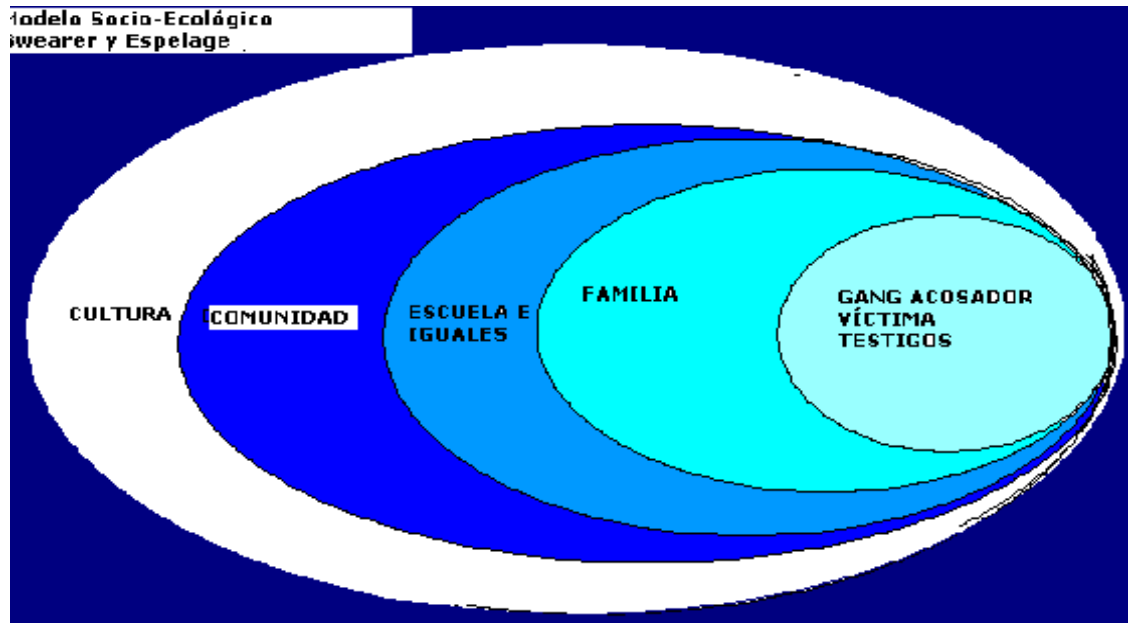 Modelo Socio-Ecológico
Swearer y Espelage
CULTURA
COMUNIDAD
ESCUELA E
IGUALES
FAMILIA
GANG ACOSADOR
VÍCTIMA
TESTIGOS